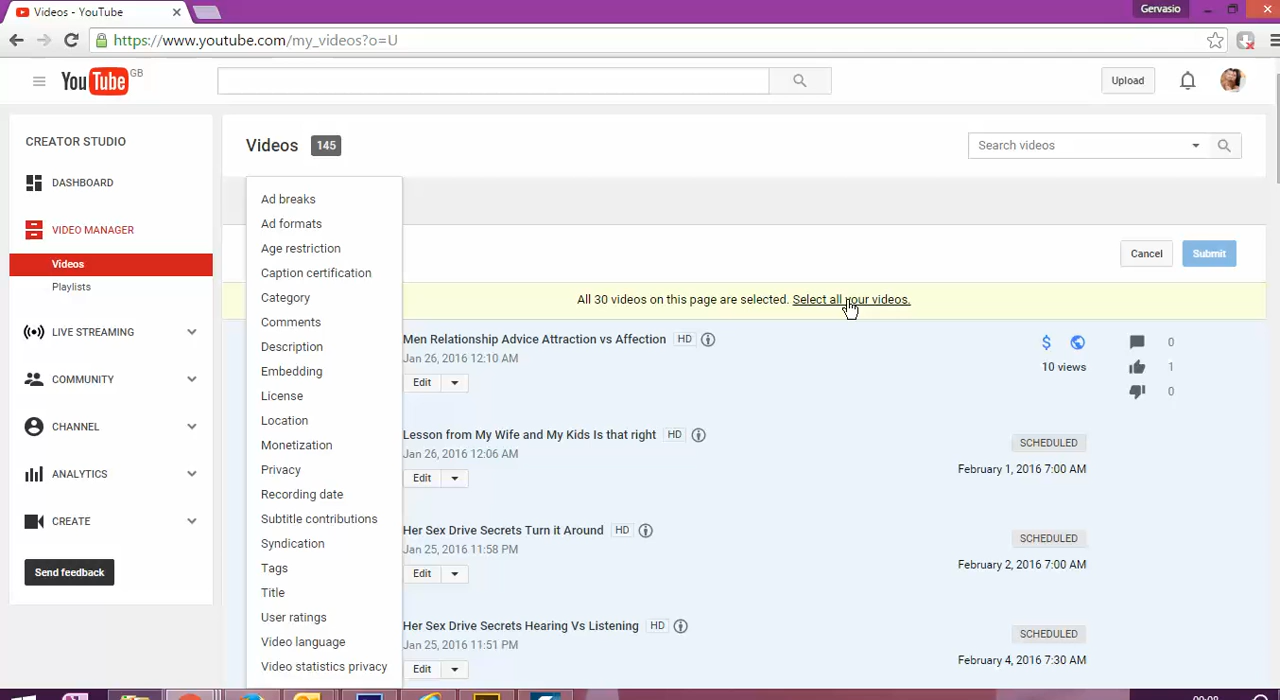 Videos - YouTube
Gervasio
https://www.youtube.com/my_videos?o=U
YouTube GB
Upload
CREATOR STUDIO
DASHBOARD
VIDEO MANAGER
Videos
Playlists
LIVE STREAMING
COMMUNITY
CHANNEL
ANALYTICS
CREATE
Send feedback
Videos 145
Search videos
Ad breaks
Ad formats
Age restriction
Caption certification
Category
Comments
Description
Embedding
License
Location
Monetization
Privacy
Recording date
Subtitle contributions
Syndication
Tags
Title
User ratings
Video language
Video statistics privacy
Cancel
Submit
All 30 videos on this page are selected. Select all your videos.
Men Relationship Advice Attraction vs Affection HD
Jan 26, 2016 12:10 AM
Edit
$
10 views
0
1
0
Lesson from My Wife and My Kids Is that right HD
Jan 26, 2016 12:06 AM
Edit
SCHEDULED
February 1, 2016 7:00 AM
Her Sex Drive Secrets Turn it Around HD
Jan 25, 2016 11:58 PM
Edit
SCHEDULED
February 2, 2016 7:00 AM
Her Sex Drive Secrets Hearing Vs Listening HD
Jan 25, 2016 11:51 PM
Edit
SCHEDULED
February 4, 2016 7:30 AM